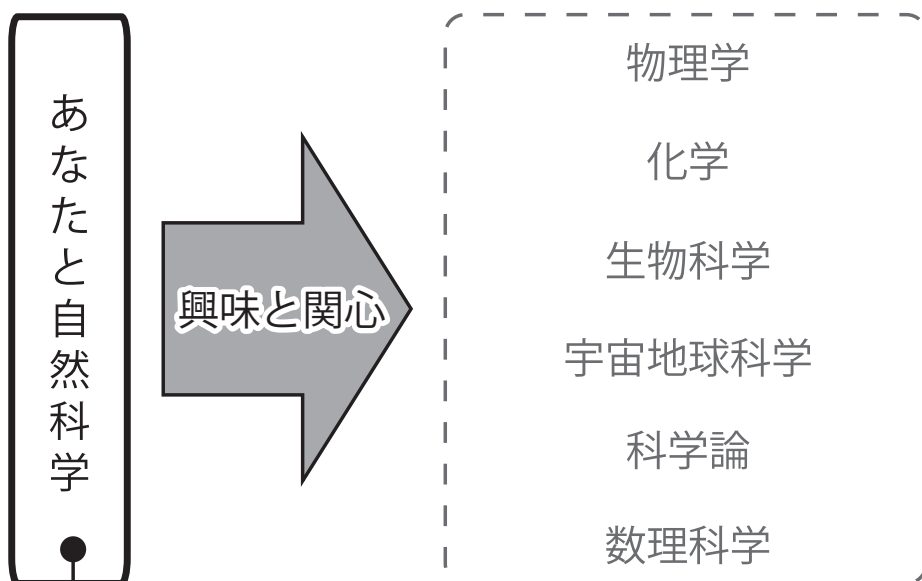 あなたと自然科学
興味と関心
物理学
化学
生物科学
宇宙地球科学
科学論
数理科学